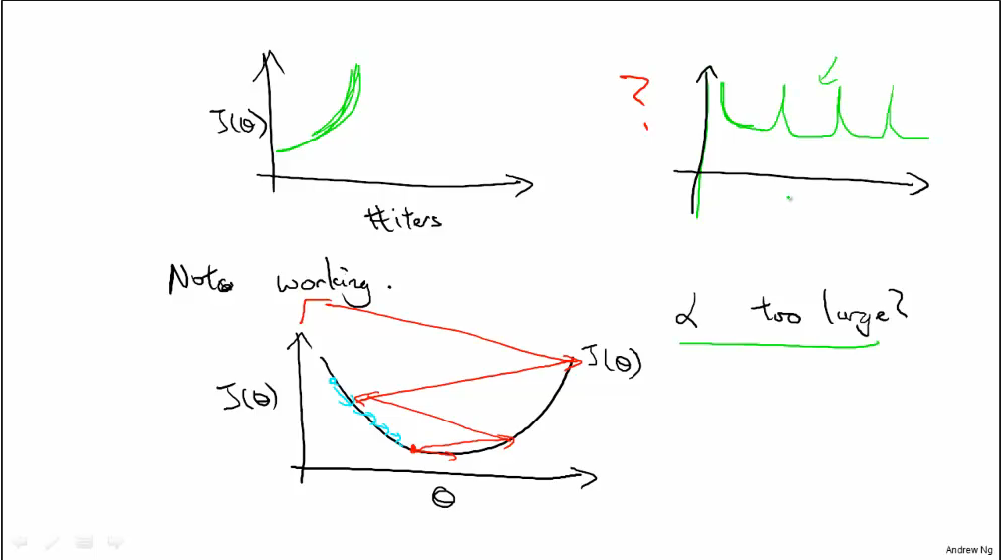 J(θ)
?
#iters
Not working.
α too large?
J(θ)
J(θ)
θ
Andrew Ng